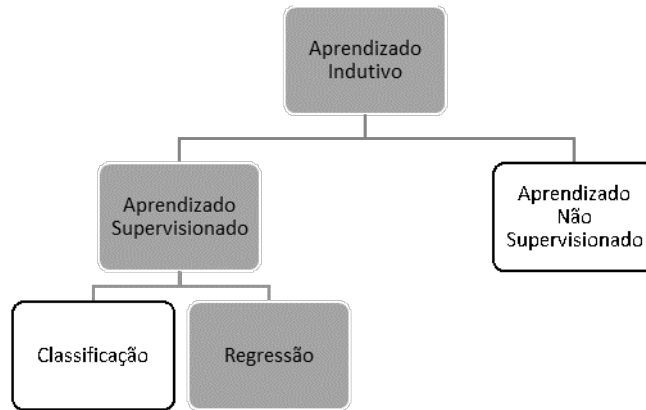 Aprendizado
Indutivo
Aprendizado
Supervisionado
Aprendizado
Não
Supervisionado
Classificação
Regressão